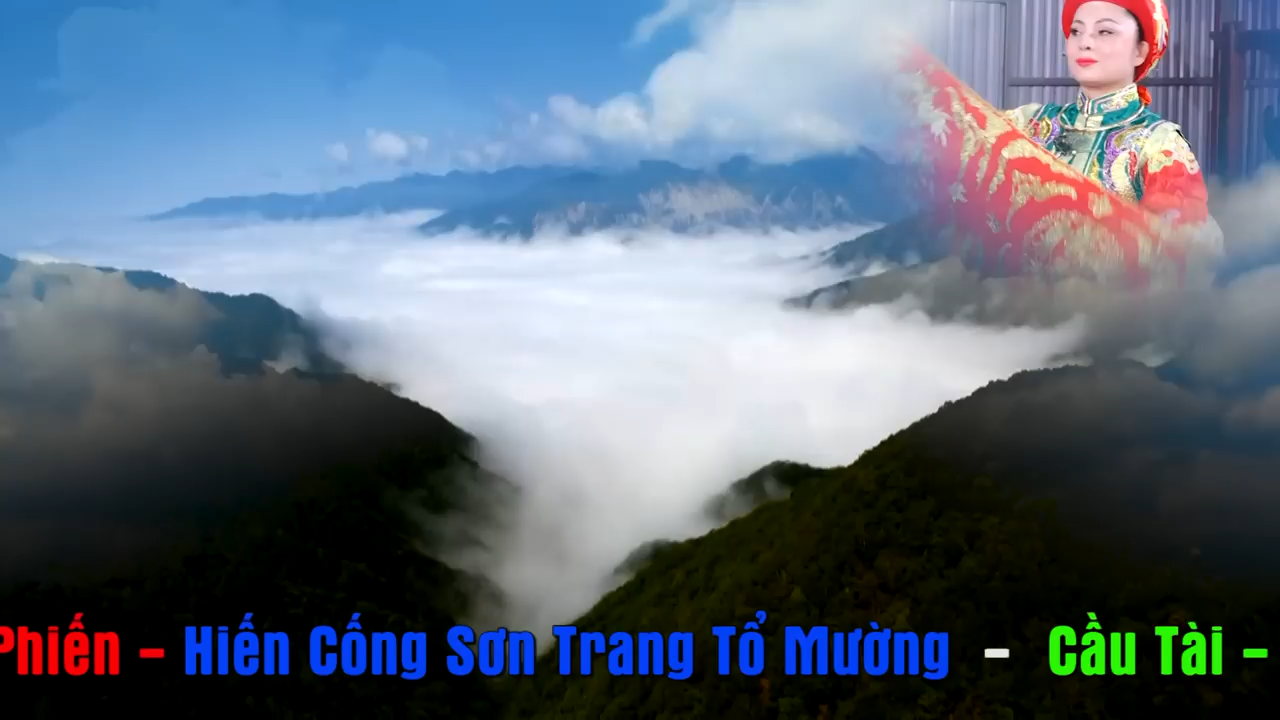 Phiến - Hiến Cống Sơn Trang Tổ Mường - Cầu Tài -